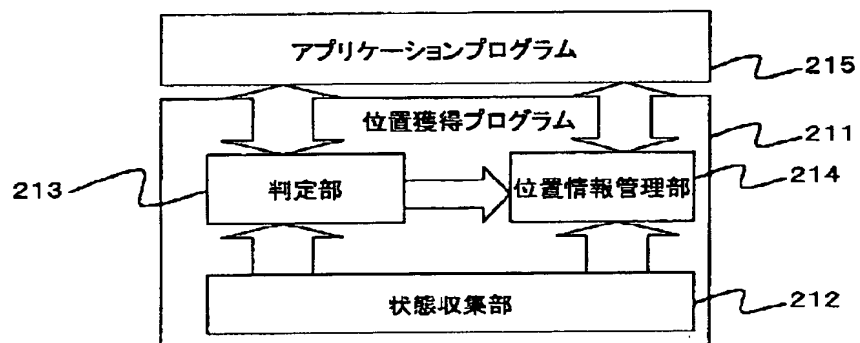 アプリケーションプログラム
215
位置獲得プログラム
211
213
判定部
位置情報管理部
214
状態収集部
212